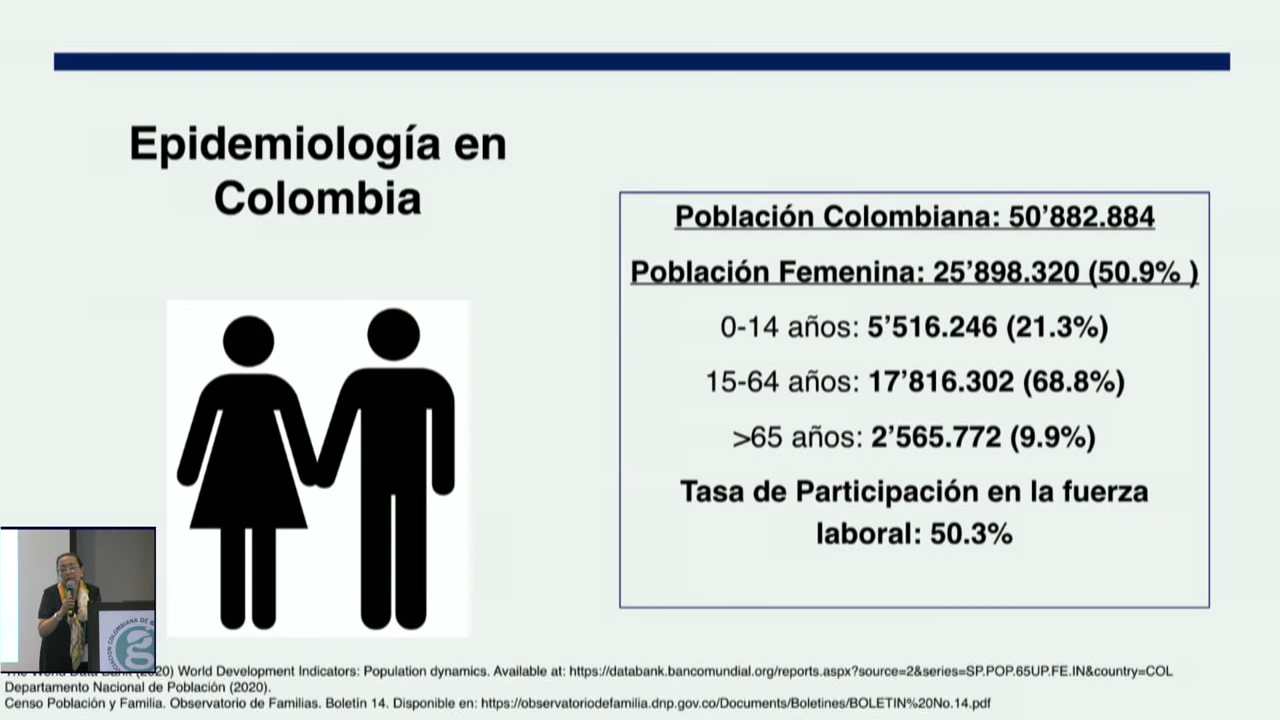 Epidemiología en
Colombia
Población Colombiana: 50’882.884
Población Femenina: 25’898.320 (50.9% )
0-14 años: 5’516.246 (21.3%)
15-64 años: 17’816.302 (68.8%)
>65 años: 2’565.772 (9.9%)
Tasa de Participación en la fuerza
laboral: 50.3%
20) World Development Indicators: Population dynamics. Available at: https://databank.bancomundial.org/reports.aspx?source=2&series=SP.POP.65UP.FE.IN&country=COL
Departamento Nacional de Población (2020).
Censo Población y Familia. Observatorio de Familias. Boletín 14. Disponible en: https://observatoriodefamilia.dnp.gov.co/Documents/Boletines/BOLETIN%20No.14.pdf